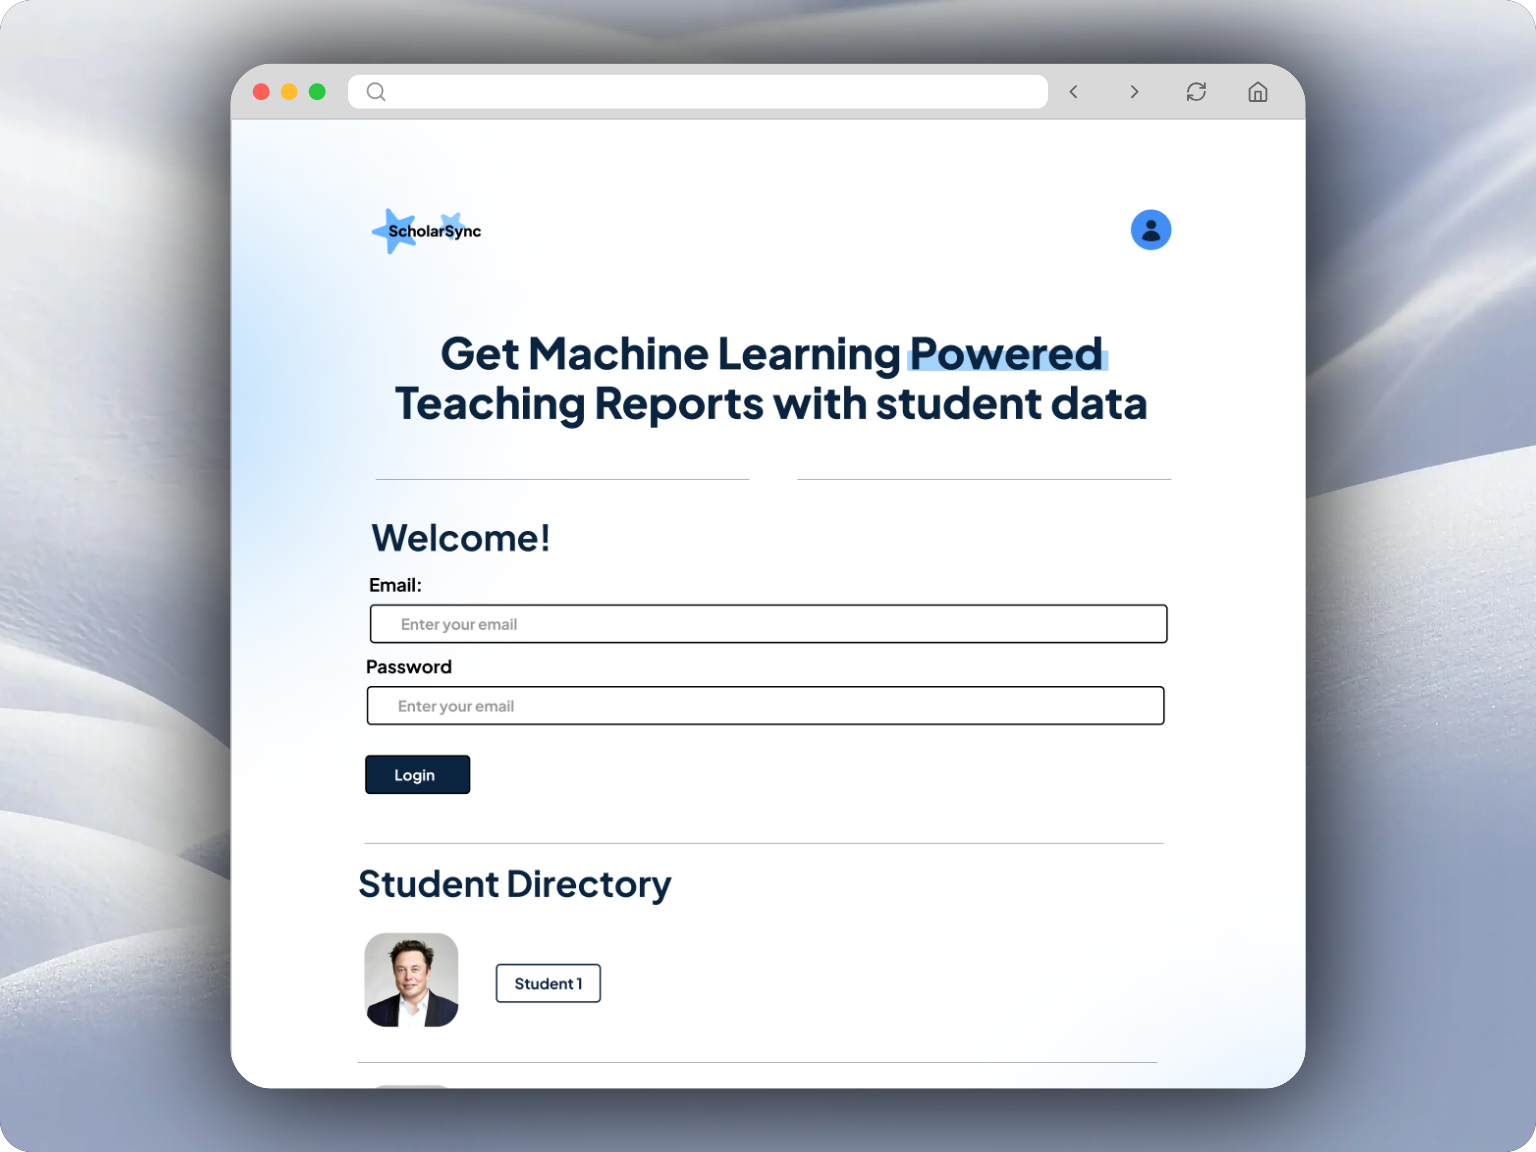 ScholarSync
Get Machine Learning Powered
Teaching Reports with student data
Welcome!
Email:
Enter your email
Password
Enter your email
Login
Student Directory
Student 1